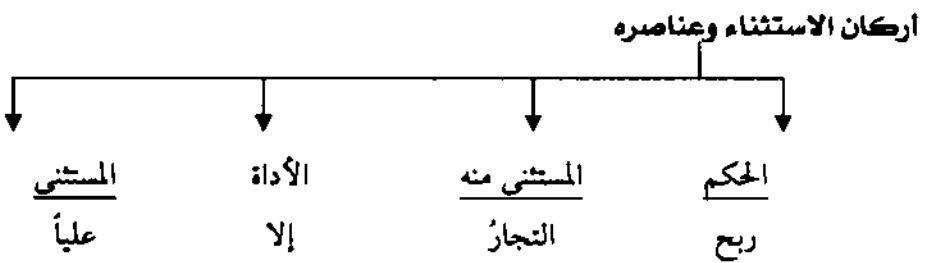 أركان الاستثناء وعناصره
الحكم المستثنى منه الأداة المستثنى
ربح التجارُ إلا علياً